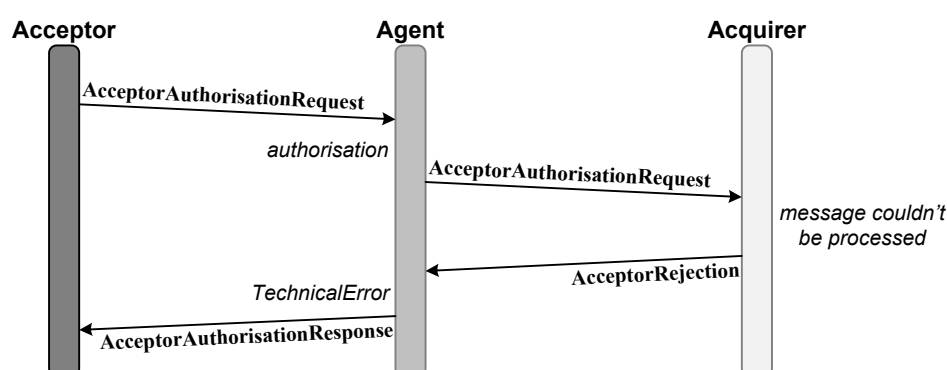 Acceptor
Agent
Acquirer
AcceptorAuthorisationRequest
authorisation
AcceptorAuthorisationRequest
message couldn't
be processed
AcceptorRejection
TechnicalError
AcceptorAuthorisationResponse